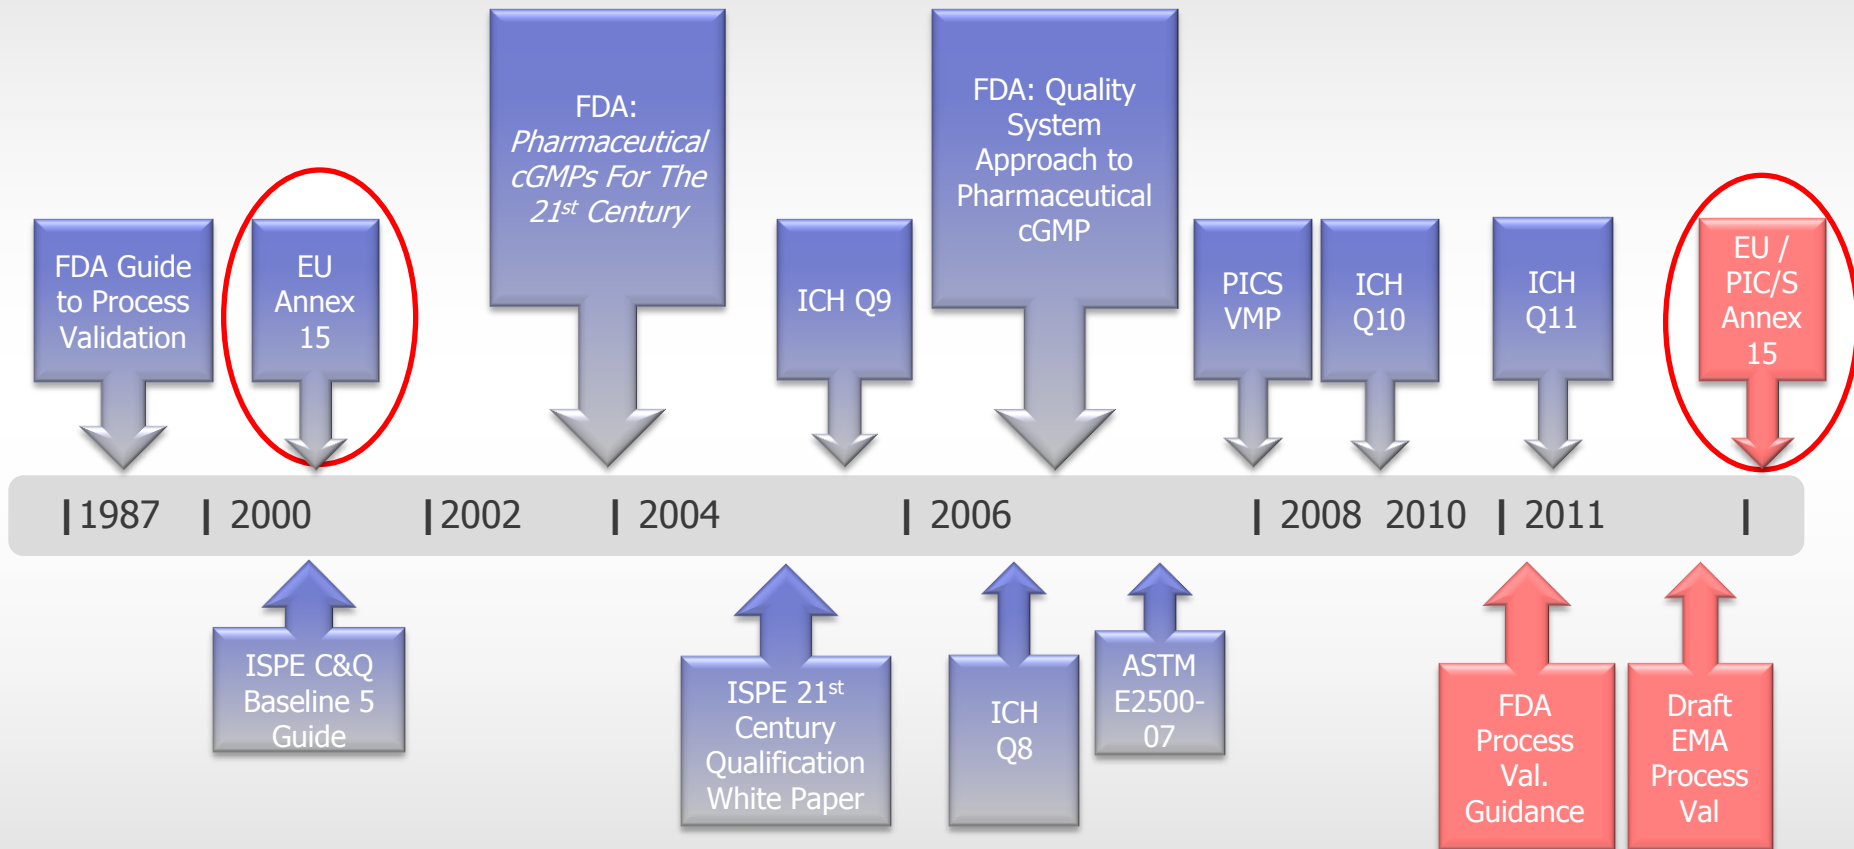 FDA:
Pharmaceutical
cGMPs For The
21st Century
FDA: Quality
System
Approach to
Pharmaceutical
cGMP
FDA Guide
to Process
Validation
EU
Annex
15
ICH Q9
PICS
VMP
ICH
Q10
ICH
Q11
EU /
PIC/S
Annex
15
| 1987 | 2000 | 2002 | 2004 | 2006 | 2008 2010 | 2011 |
ISPE C&Q
Baseline 5
Guide
ISPE 21st
Century
Qualification
White Paper
ICH
Q8
ASTM
E2500-
07
FDA
Process
Val.
Guidance
Draft
EMA
Process
Val